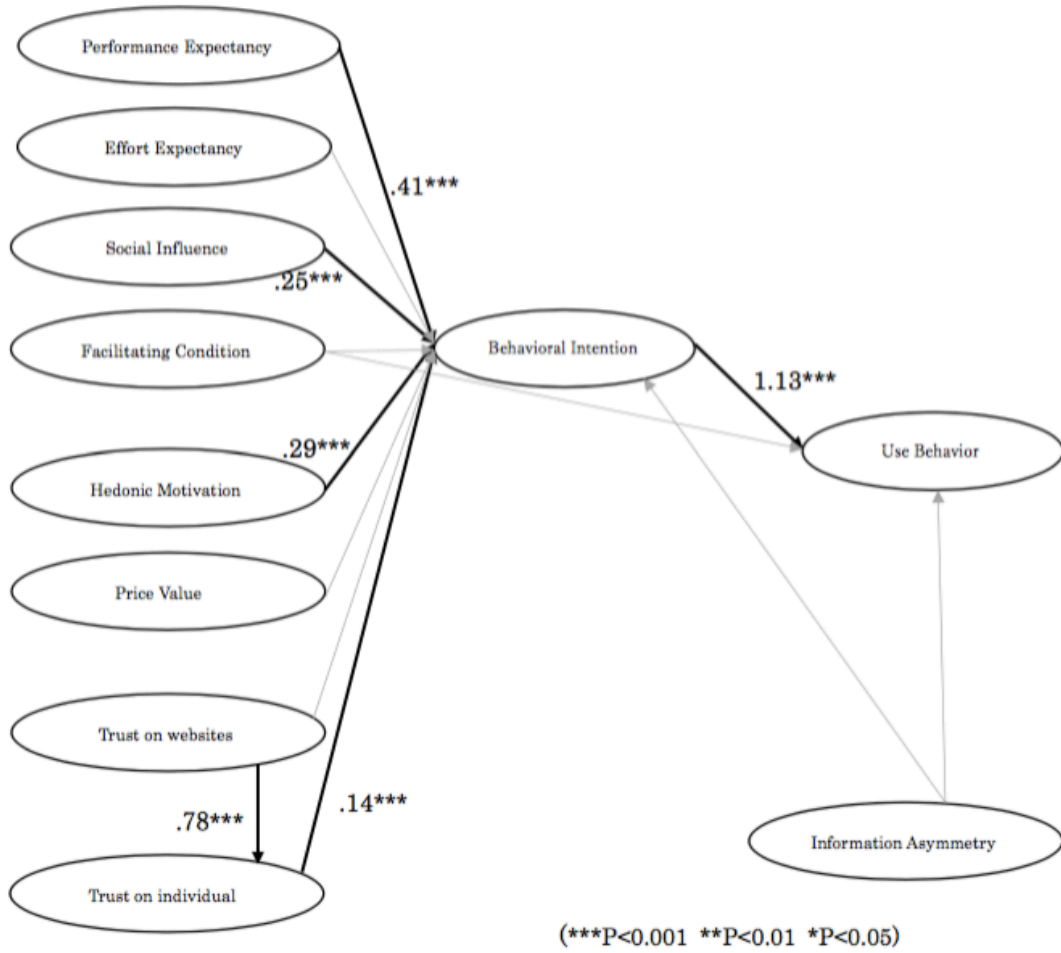 Performance Expectancy
Effort Expectancy
.41***
Social Influence
.25***
Facilitating Condition
Behavioral Intention
1.13***
.29***
Use Behavior
Hedonic Motivation
Price Value
Trust on websites
.14***
.78***
Information Asymmetry
Trust on individual
(***P<0.001 **P<0.01 *P<0.05)